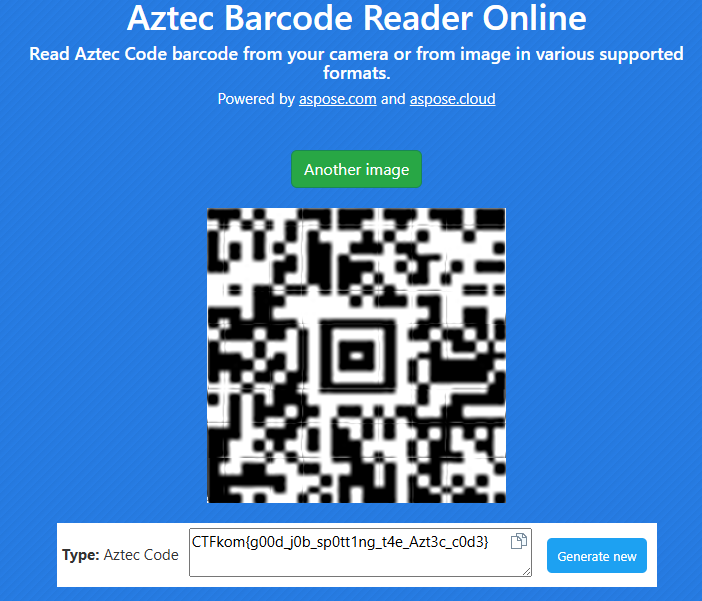 Aztec Barcode Reader Online
Read Aztec Code barcode from your camera or from image in various supported
formats.
Powered by aspose.com and aspose.cloud
Another image
Type: Aztec Code
CTFkom{g00d_j0b_sp0tt1ng_t4e_Azt3c_c0d3}
Generate new